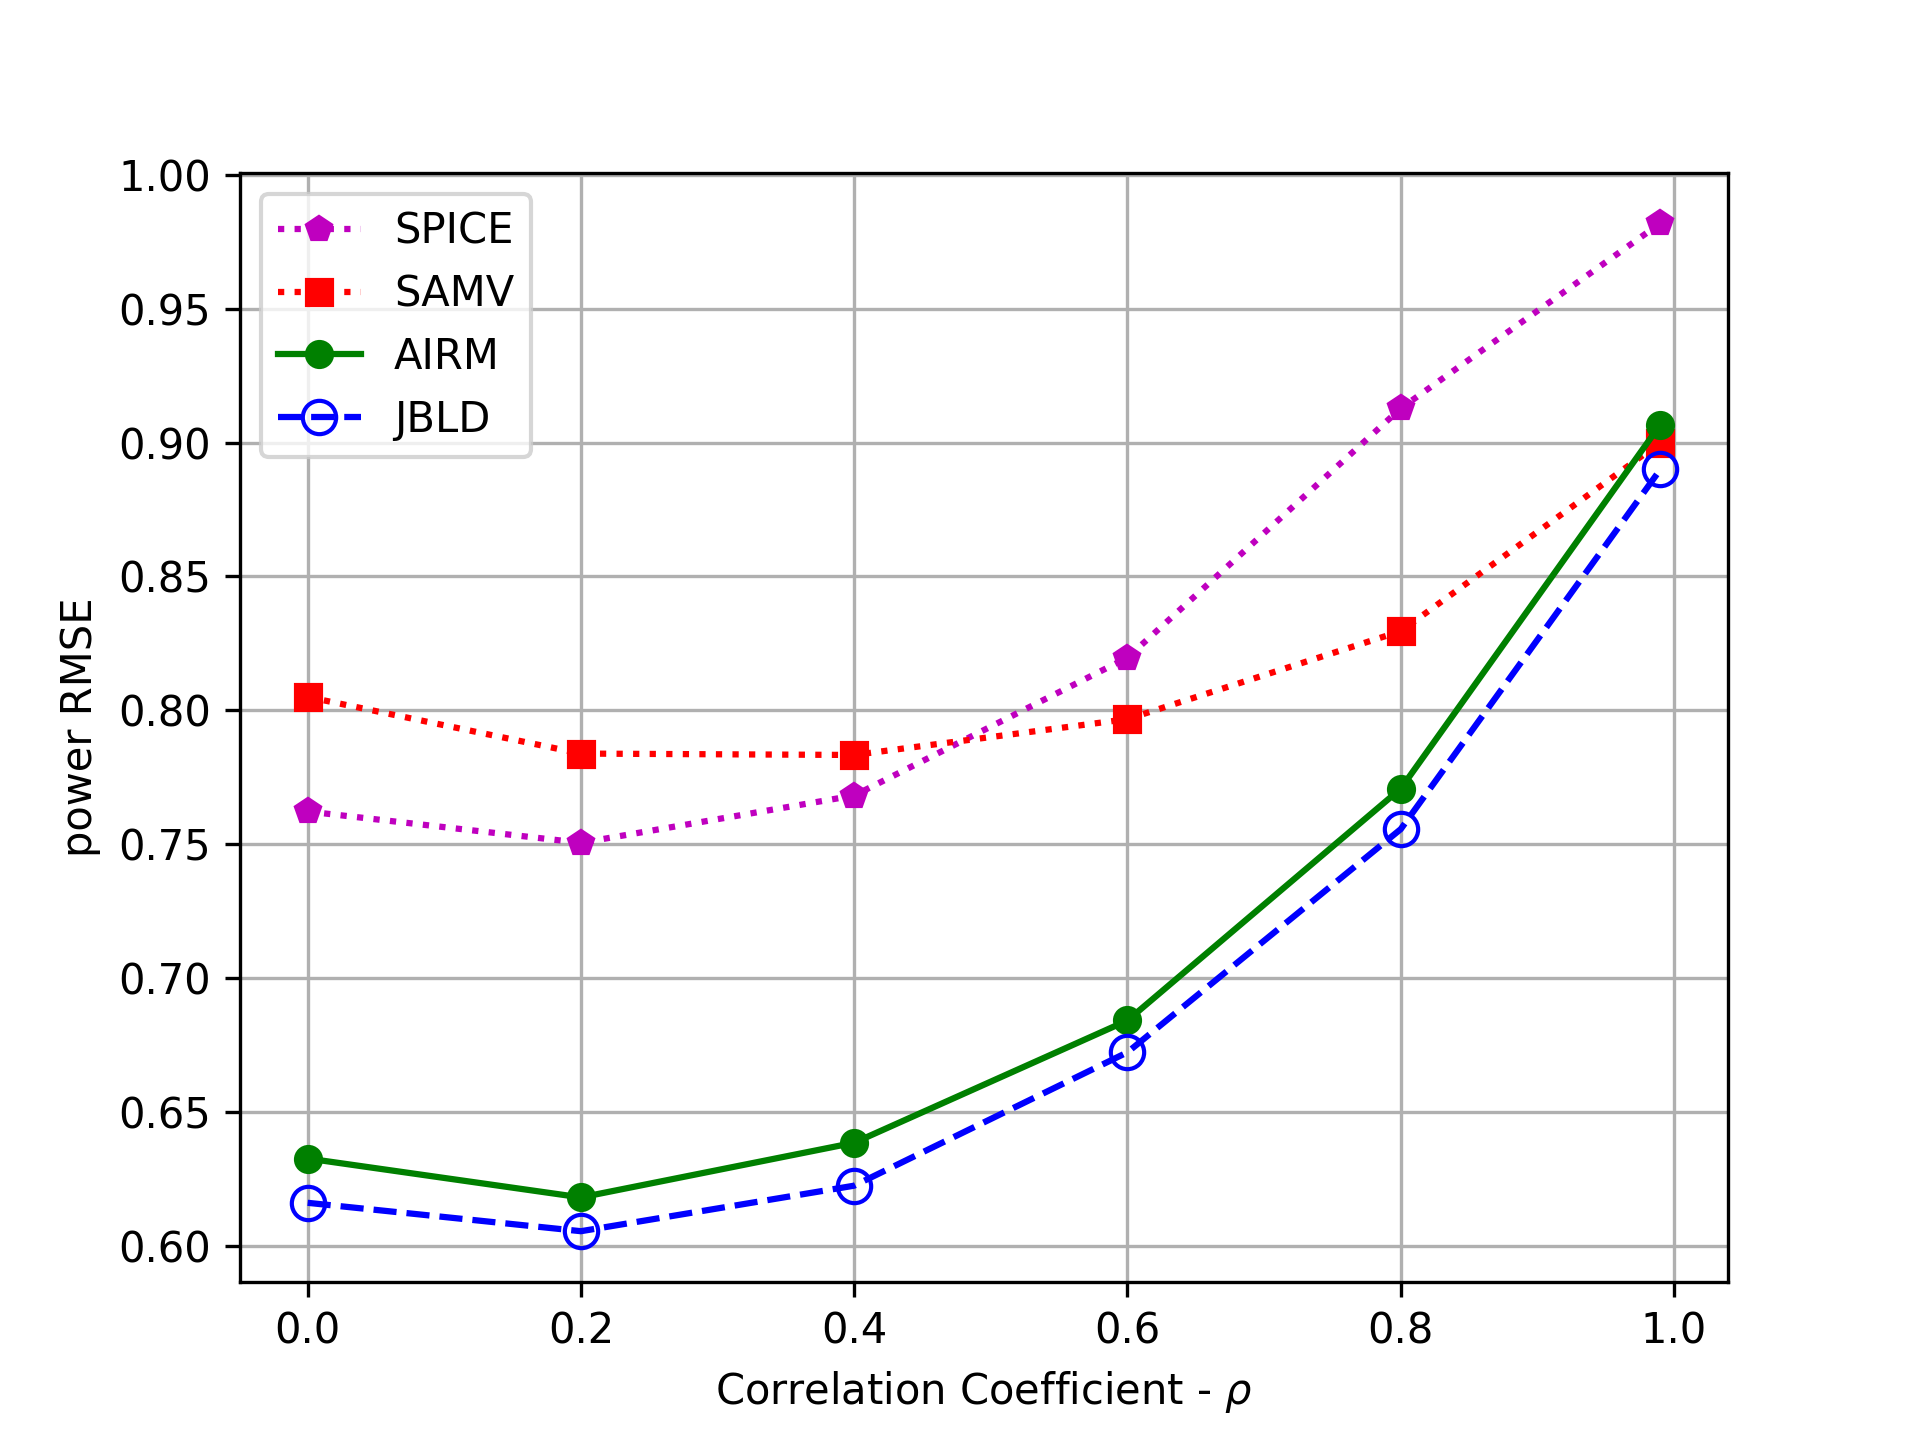 1.00
0.95
0.90
0.85
0.80
0.75
0.70
0.65
0.60
power RMSE
SPICE
SAMV
AIRM
JBLD
0.0 0.2 0.4 0.6 0.8 1.0
Correlation Coefficient - ρ